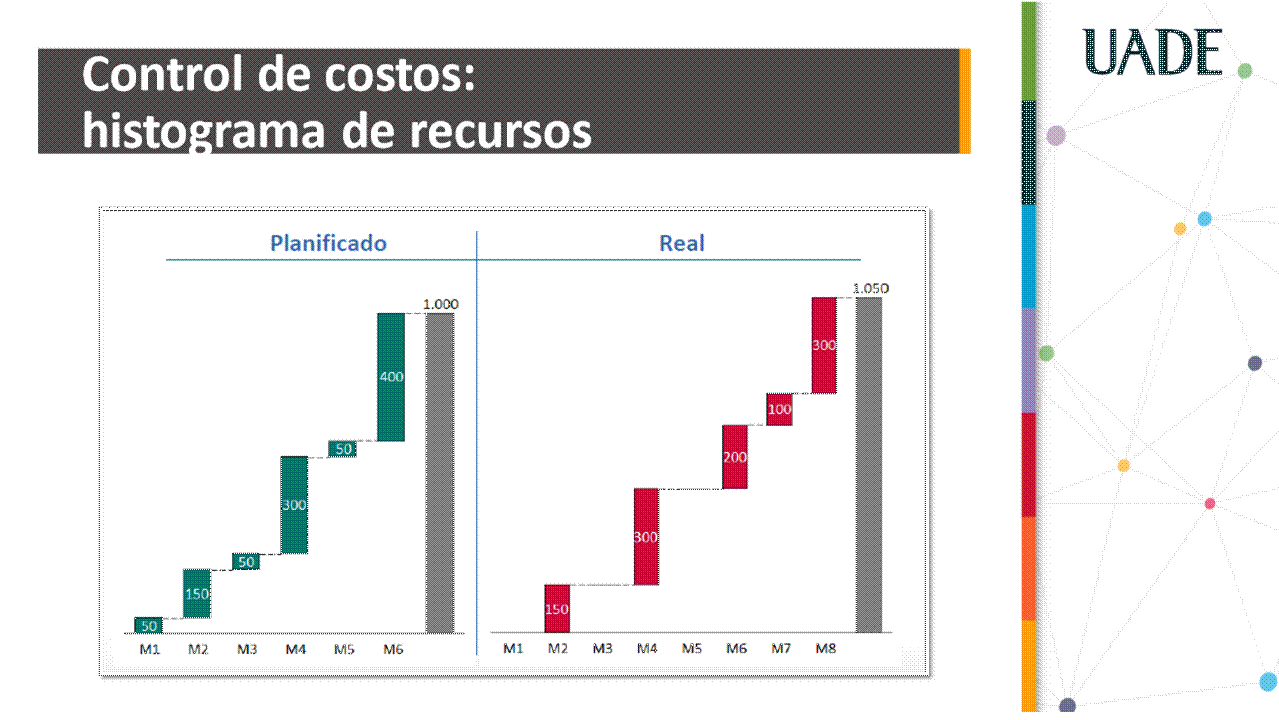 Control de costos:
histograma de recursos
UADE
Planificado
Real
1.000
400
50
300
50
150
50
M1 M2 M3 M4 M5 M6
1.050
300
100
200
300
150
M1 M2 M3 M4 M5 M6 M7 M8